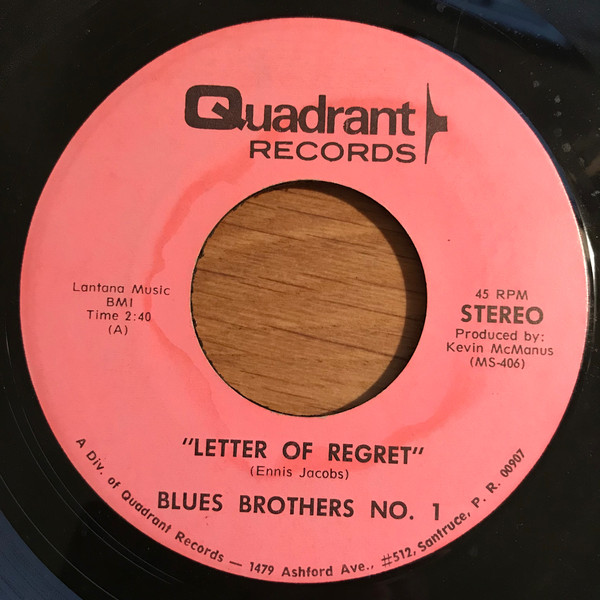 Quadrant
RECORDS
Lantana Music
BMI
Time 2:40
(A)
45 RPM
STEREO
Produced by:
Kevin McManus
(MS-406)
"LETTER OF REGRET"
(Ennis Jacobs)
BLUES BROTHERS NO. 1
A Div. of Quadrant Records — 1479 Ashford Ave., #512, Santruce, P. R. 00907